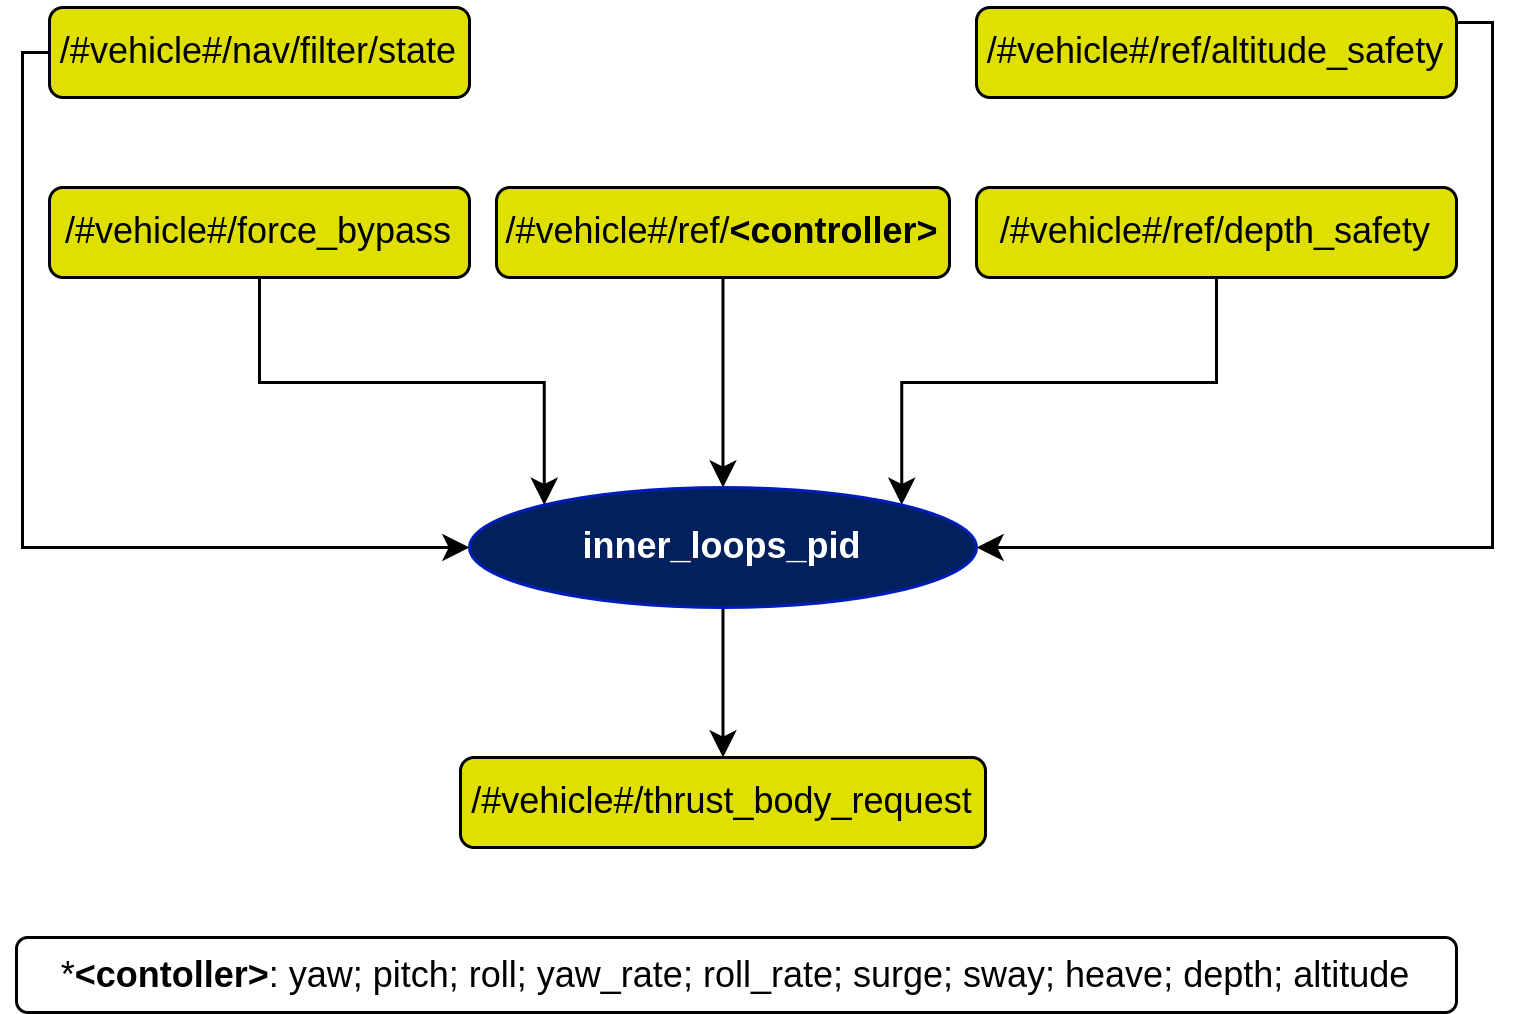 /#vehicle#/nav/filter/state
/#vehicle#/ref/altitude_safety
/#vehicle#/force_bypass
/#vehicle#/ref/<controller>
/#vehicle#/ref/depth_safety
inner_loops_pid
/#vehicle#/thrust_body_request
*<contoller>: yaw; pitch; roll; yaw_rate; roll_rate; surge; sway; heave; depth; altitude